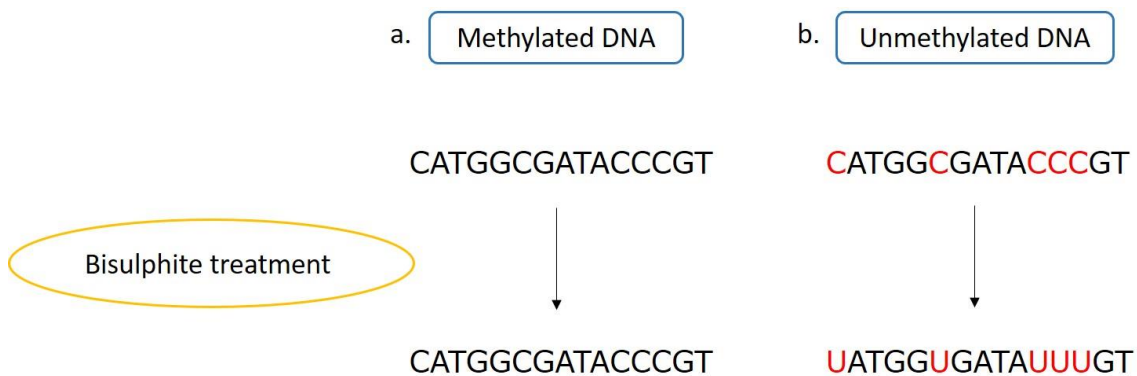 a. Methylated DNA
b. Unmethylated DNA
CATGGCGATACCCGT
CATGGCGATACCCGT
Bisulphite treatment
CATGGCGATACCCGT
UATGGUGATAUUUGT